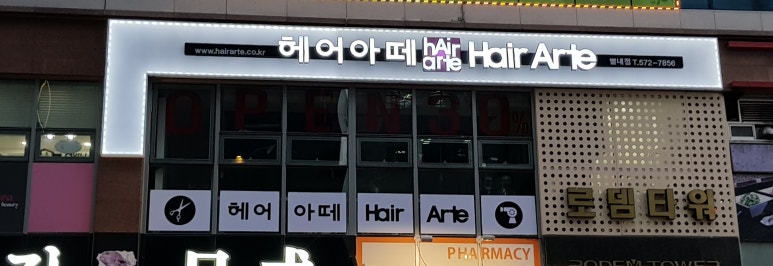 www.hairarte.co.kr 헤어아떼 hAir arte Hair Arte 별내점 T.572-7856
OPEN 30%
헤어 아떼 Hair Arte
로뎀타워
PHARMACY
RODEM TOWER